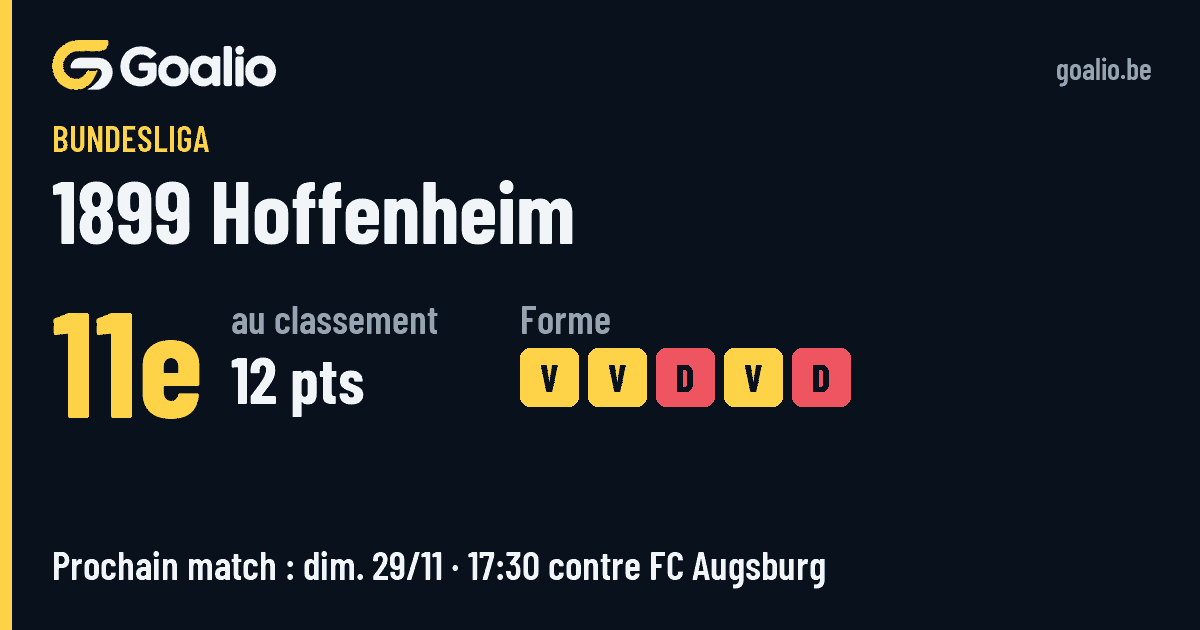 Goalio
goalio.be
BUNDESLIGA
1899 Hoffenheim
11e
au classement
12 pts
Forme
V V D V D
Prochain match : dim. 29/11 · 17:30 contre FC Augsburg